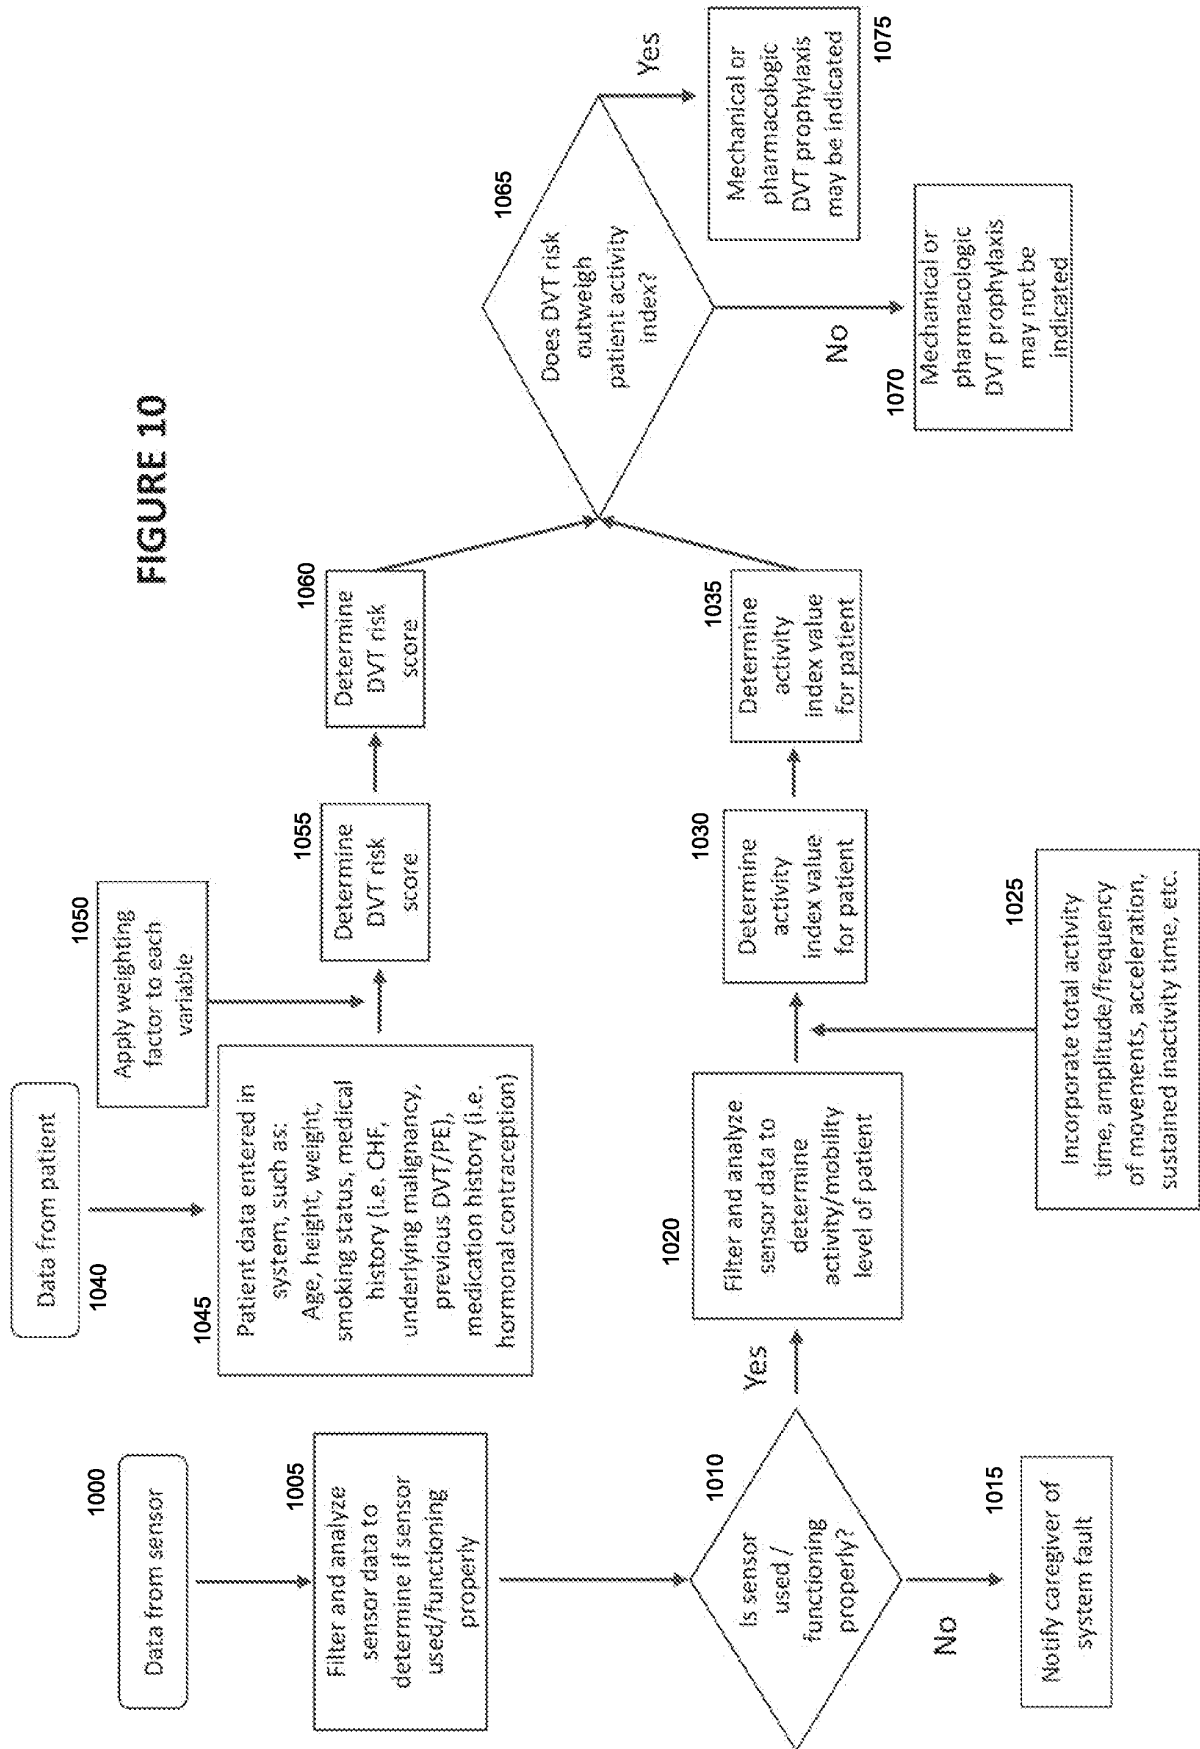 FIGURE 10
Data from sensor
1000
Filter and analyze
sensor data to
determine if sensor
used/functioning
properly
1005
Is sensor
used /
functioning
properly?
1010
No
Notify caregiver of
system fault
1015
Yes
Filter and analyze
sensor data to
determine
activity/mobility
level of patient
1020
Incorporate total activity
time, amplitude/frequency
of movements, acceleration,
sustained inactivity time, etc.
1025
Determine
activity
index value
for patient
1030
Determine
activity
index value
for patient
1035
Data from patient
1040
Patient data entered in
system, such as:
Age, height, weight,
smoking status, medical
history (i.e. CHF,
underlying malignancy,
previous DVT/PE),
medication history (i.e.
hormonal contraception)
1045
Apply weighting
factor to each
variable
1050
Determine
DVT risk
score
1055
Determine
DVT risk
score
1060
Does DVT risk
outweigh
patient activity
index?
1065
No
Mechanical or
pharmacologic
DVT prophylaxis
may not be
indicated
1070
Yes
Mechanical or
pharmacologic
DVT prophylaxis
may be indicated
1075